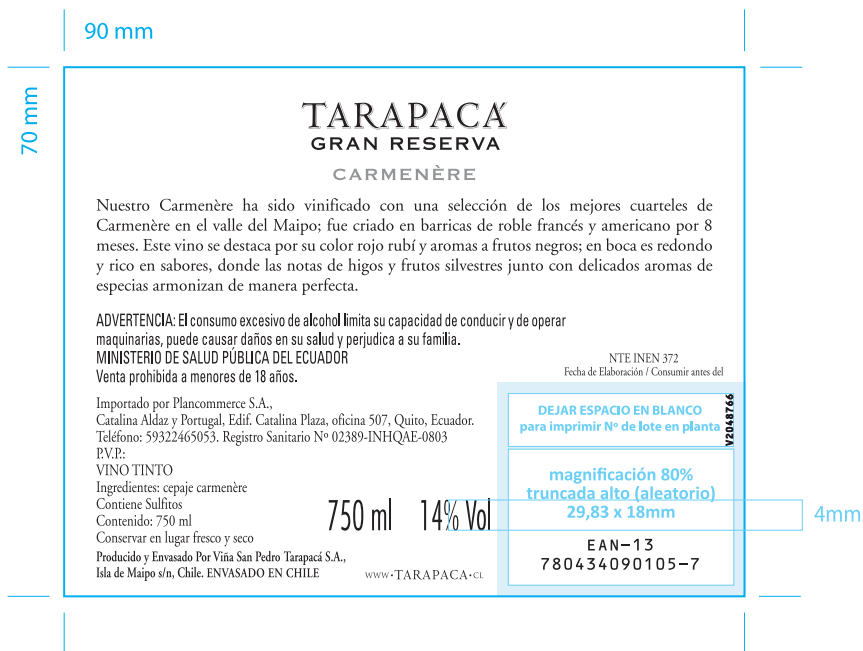 90 mm
70 mm
TARAPACÁ
GRAN RESERVA
CARMENÈRE
Nuestro Carmenère ha sido vinificado con una selección de los mejores cuarteles de
Carmenère en el valle del Maipo; fue criado en barricas de roble francés y americano por 8
meses. Este vino se destaca por su color rojo rubí y aromas a frutos negros; en boca es redondo
y rico en sabores, donde las notas de higos y frutos silvestres junto con delicados aromas de
especias armonizan de manera perfecta.
ADVERTENCIA: El consumo excesivo de alcohol limita su capacidad de conducir y de operar
maquinarias, puede causar daños en su salud y perjudica a su familia.
MINISTERIO DE SALUD PÚBLICA DEL ECUADOR
Venta prohibida a menores de 18 años.
NTE INEN 372
Fecha de Elaboración / Consumir antes del
Importado por Plancommerce S.A.,
Catalina Aldaz y Portugal, Edif. Catalina Plaza, oficina 507, Quito, Ecuador.
Teléfono: 59322465053. Registro Sanitario Nº 02389-INHQAE-0803
P.V.P.:
VINO TINTO
Ingredientes: cepaje carmenère
Contiene Sulfitos
Contenido: 750 ml
Conservar en lugar fresco y seco
Producido y Envasado Por Viña San Pedro Tarapacá S.A.,
Isla de Maipo s/n, Chile. ENVASADO EN CHILE
750 ml 14% Vol
WWW•TARAPACA•CL
DEJAR ESPACIO EN BLANCO
para imprimir Nº de lote en planta
V2048766
magnificación 80%
truncada alto (aleatorio)
29,83 x 18mm
4mm
EAN-13
780434090105-7